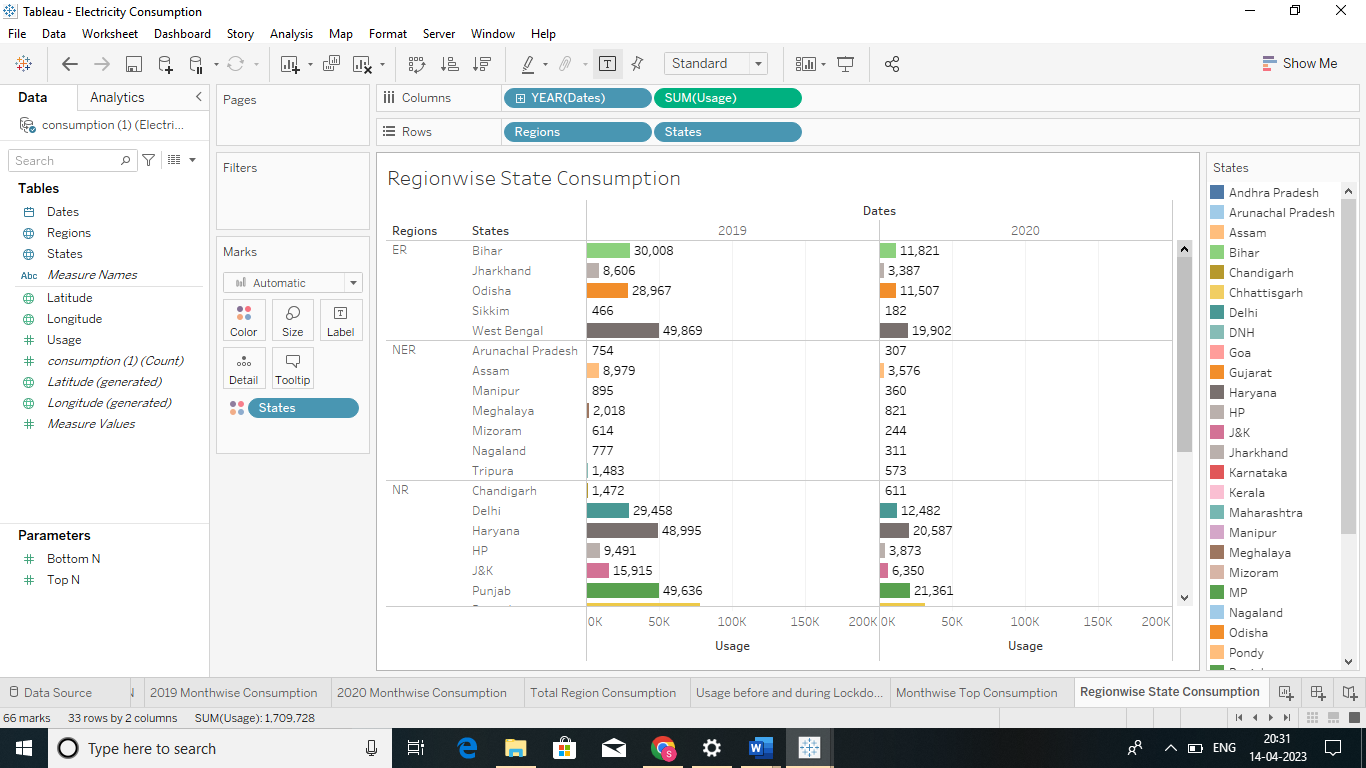 Tableau - Electricity Consumption
File Data Worksheet Dashboard Story Analysis Map Format Server Window Help
Standard
Show Me
Data Analytics
consumption (1) (Electri...
Search
Tables
Dates
Regions
States
Abc Measure Names
Latitude
Longitude
Usage
consumption (1) (Count)
Latitude (generated)
Longitude (generated)
Measure Values
Parameters
Bottom N
Top N
Pages
Filters
Marks
Automatic
Color Size Label
Detail Tooltip
States
Columns YEAR(Dates) SUM(Usage)
Rows Regions States
Regionwise State Consumption
Dates
Regions States 2019 2020
ER Bihar 30,008 11,821
Jharkhand 8,606 3,387
Odisha 28,967 11,507
Sikkim 466 182
West Bengal 49,869 19,902
NER Arunachal Pradesh 754 307
Assam 8,979 3,576
Manipur 895 360
Meghalaya 2,018 821
Mizoram 614 244
Nagaland 777 311
Tripura 1,483 573
NR Chandigarh 1,472 611
Delhi 29,458 12,482
Haryana 48,995 20,587
HP 9,491 3,873
J&K 15,915 6,350
Punjab 49,636 21,361
0K 50K 100K 150K 200K 0K 50K 100K 150K 200K
Usage Usage
States
Andhra Pradesh
Arunachal Pradesh
Assam
Bihar
Chandigarh
Chhattisgarh
Delhi
DNH
Goa
Gujarat
Haryana
HP
J&K
Jharkhand
Karnataka
Kerala
Maharashtra
Manipur
Meghalaya
Mizoram
MP
Nagaland
Odisha
Pondy
Data Source 2019 Monthwise Consumption 2020 Monthwise Consumption Total Region Consumption Usage before and during Lockdo... Monthwise Top Consumption Regionwise State Consumption
66 marks 33 rows by 2 columns SUM(Usage): 1,709,728
Type here to search
ENG
20:31
14-04-2023